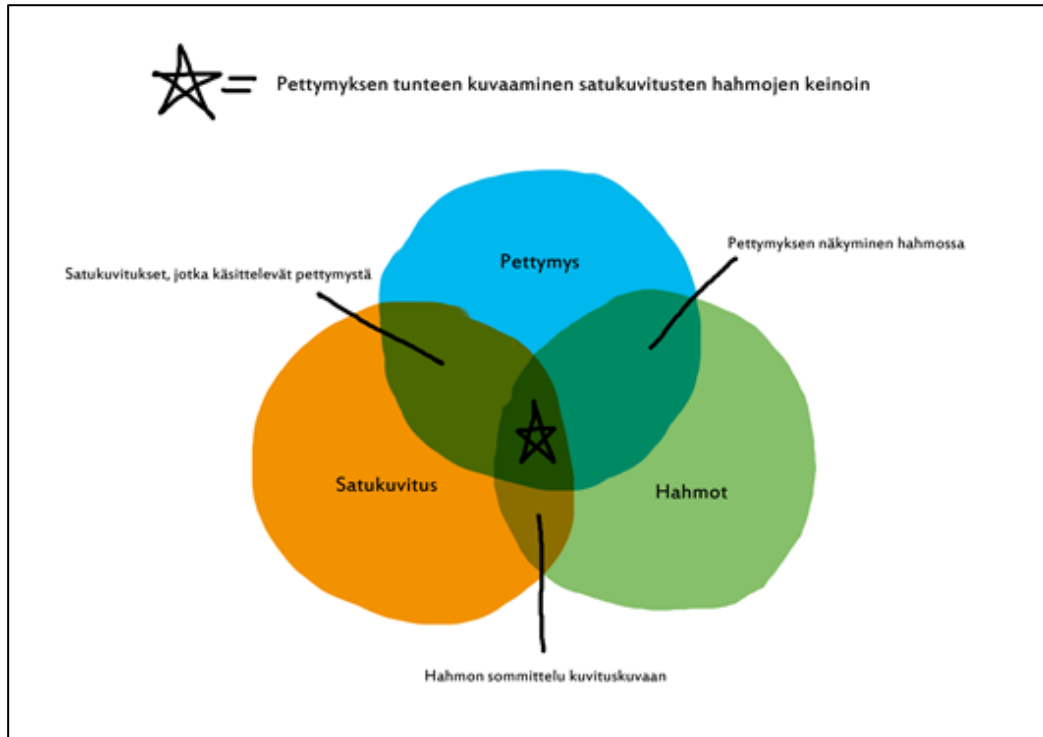 = Pettymyksen tunteen kuvaaminen satukuvitusten hahmojen keinoin
Pettymyksen näkyminen hahmossa
Pettymys
Satukuvitukset, jotka käsittelevät pettymystä
Satukuvitus
Hahmot
Hahmon sommittelu kuvituskuvaan